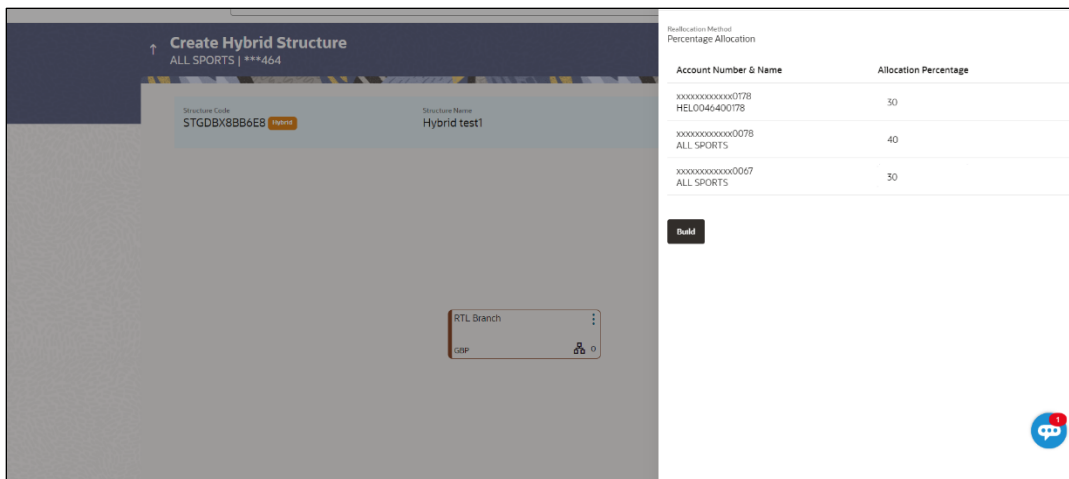 Create Hybrid Structure
ALL SPORTS | ***464
Structure Code
STGDBX8BB6E8 Hybrid
Structure Name
Hybrid test1
RTL Branch
GBP
0
Reallocation Method
Percentage Allocation
Account Number & Name Allocation Percentage
xxxxxxxxxxxx0178
HEL0046400178
30
xxxxxxxxxxxx0078
ALL SPORTS
40
xxxxxxxxxxxx0067
ALL SPORTS
30
Build
1